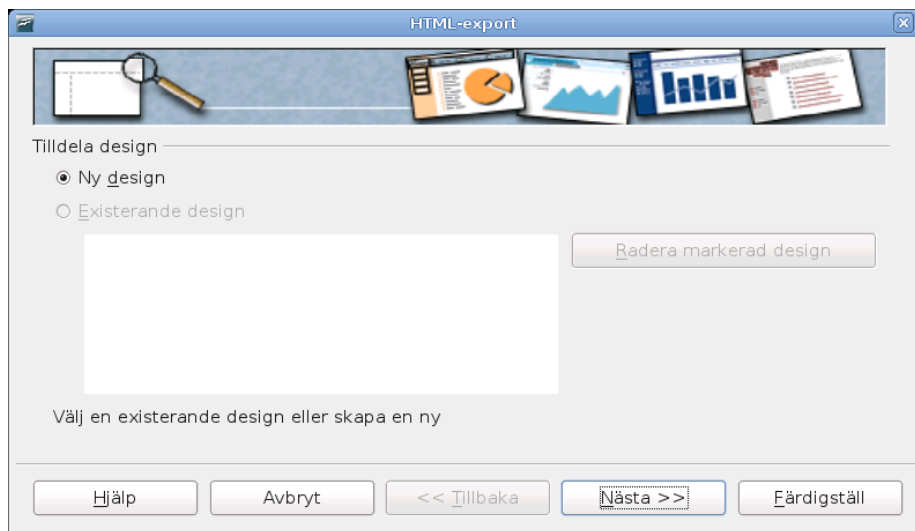 HTML-export
Tilldela design
Ny design
Existerande design
Radera markerad design
Välj en existerande design eller skapa en ny
Hjälp
Avbryt
<< Tillbaka
Nästa >>
Färdigställ